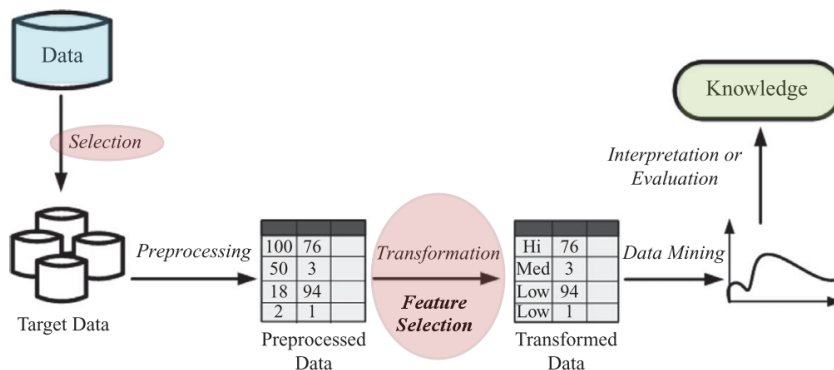 Data
Selection
Target Data
Preprocessing
100 76
50 3
18 94
2 1
Preprocessed
Data
Transformation
Feature
Selection
Hi 76
Med 3
Low 94
Low 1
Transformed
Data
Data Mining
Interpretation or
Evaluation
Knowledge